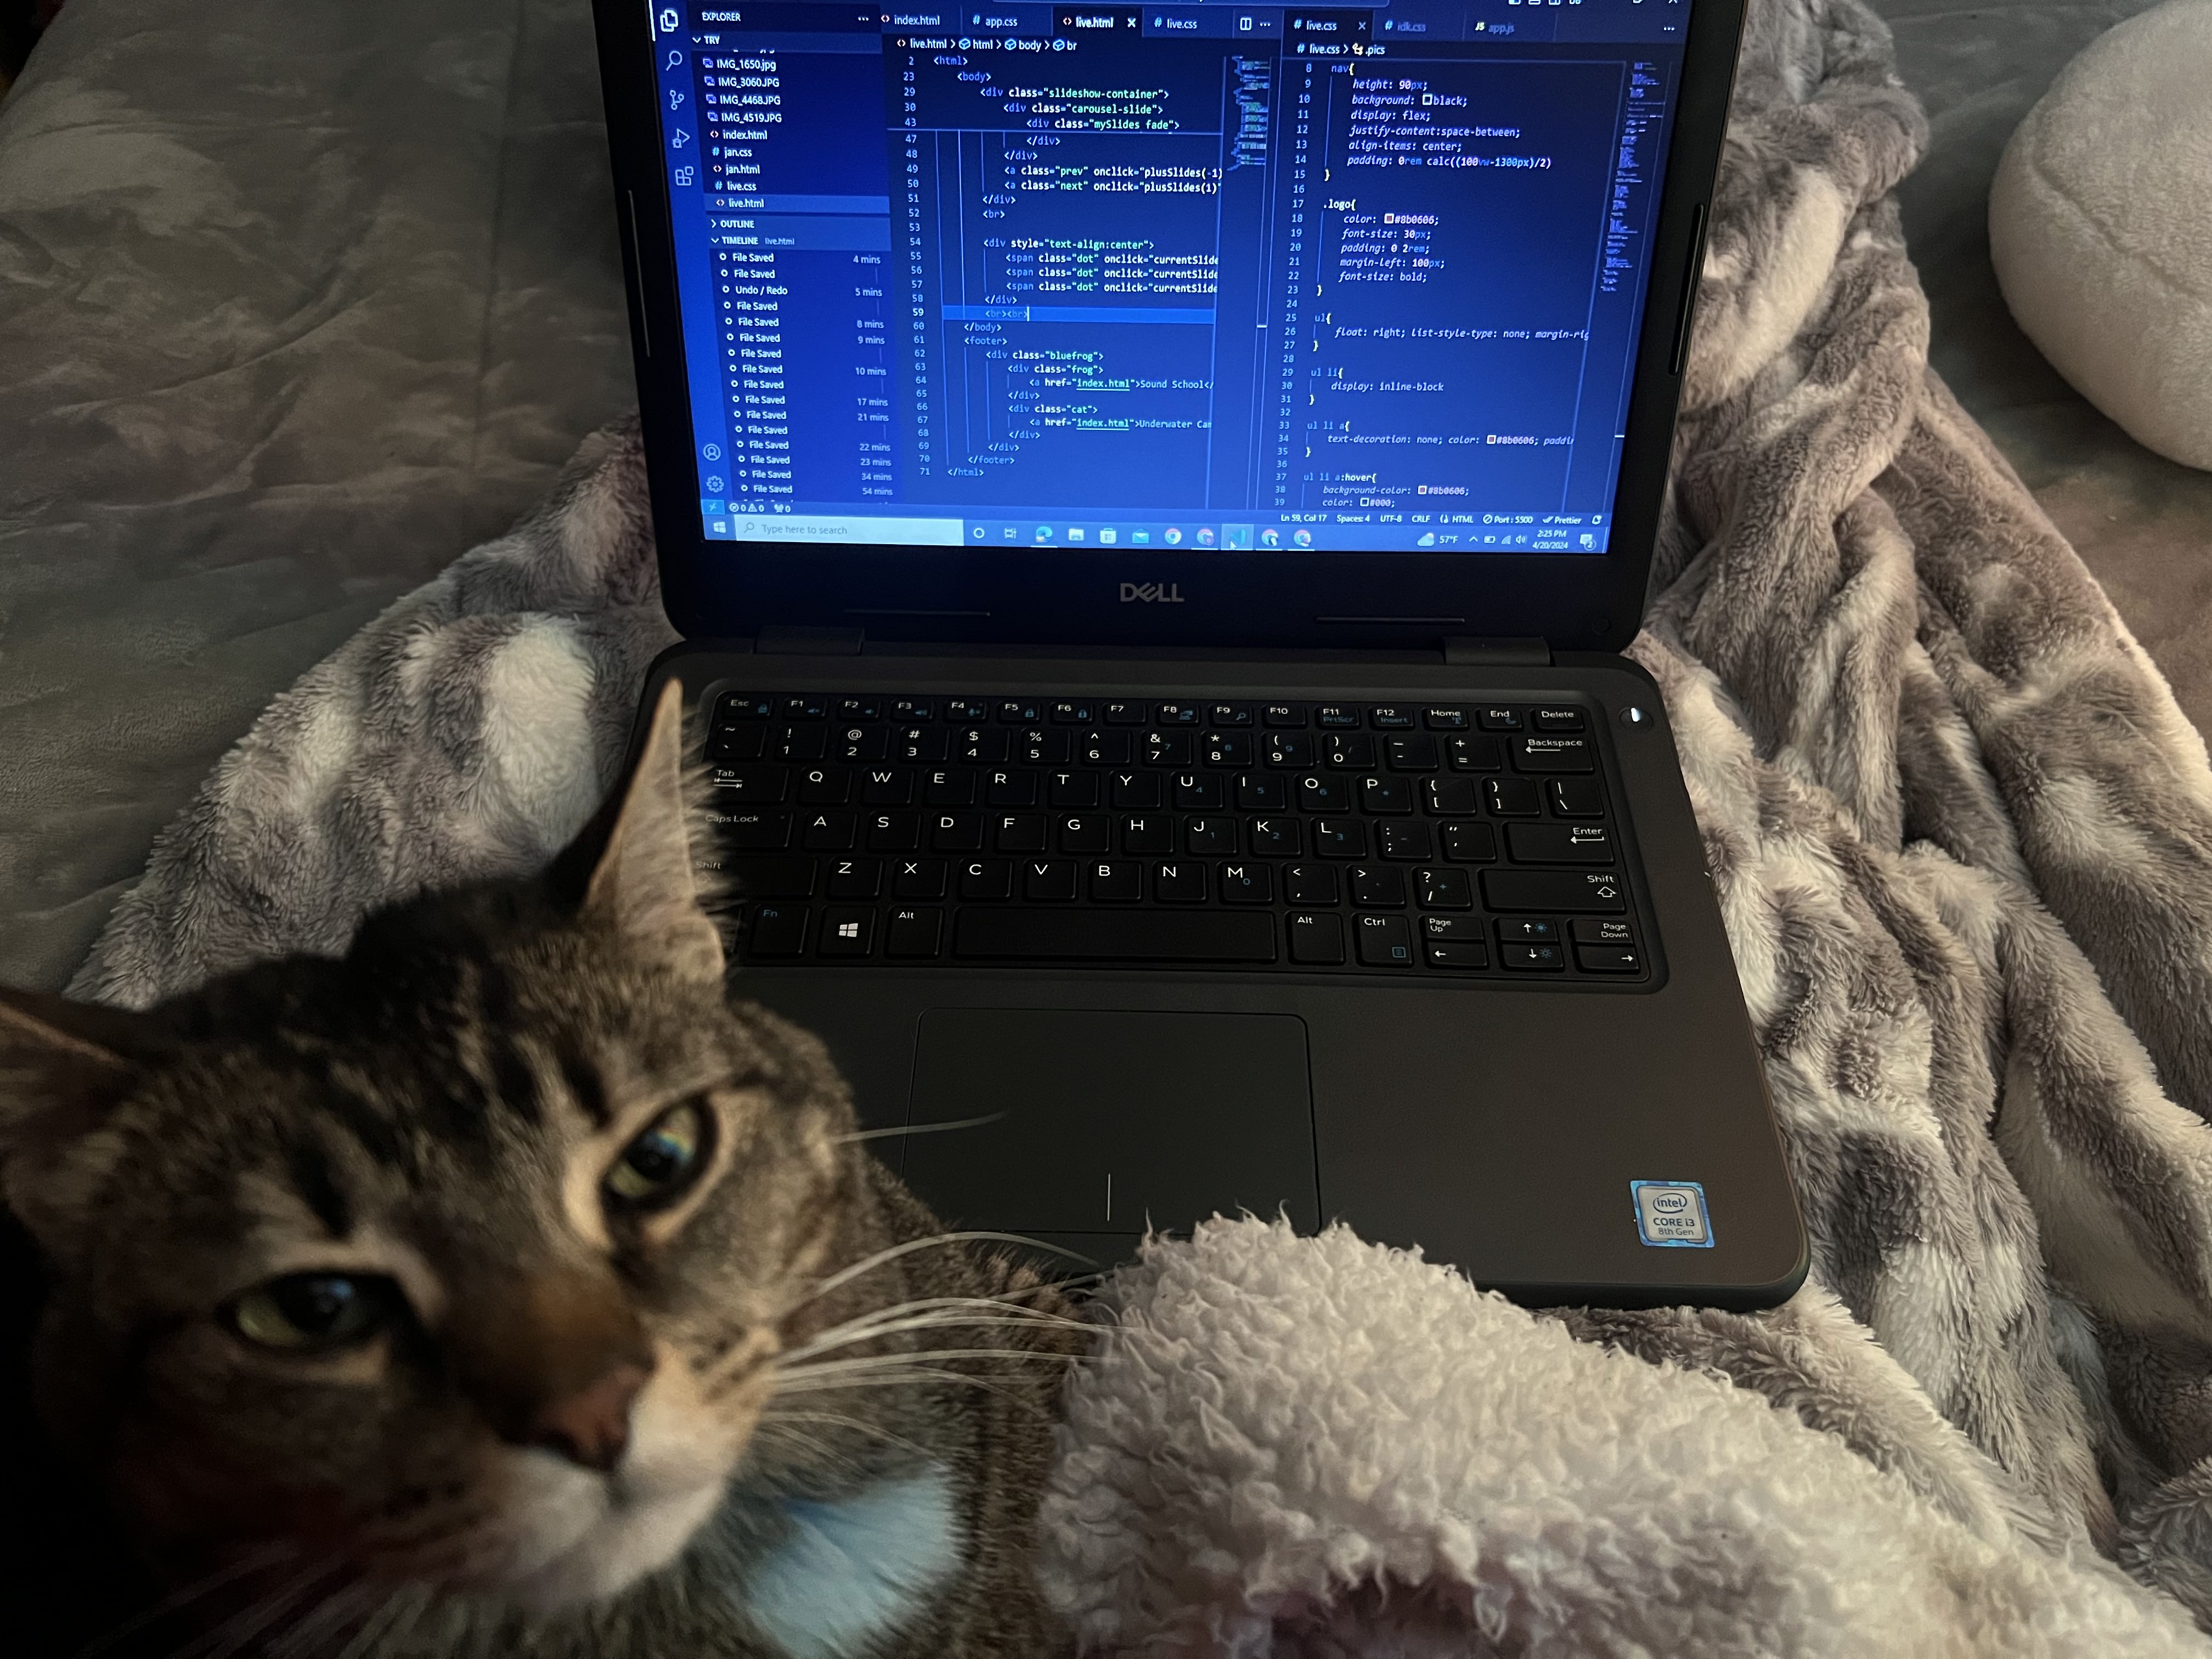 EXPLORER
TRY
IMG_1650.jpg
IMG_3060.JPG
IMG_4468.JPG
IMG_4519.JPG
index.html
jan.css
jan.html
live.css
live.html
OUTLINE
TIMELINE live.html
File Saved 4 mins
File Saved
Undo / Redo 5 mins
File Saved
File Saved 8 mins
File Saved 9 mins
File Saved
File Saved 10 mins
File Saved
File Saved 17 mins
File Saved 21 mins
File Saved
File Saved 22 mins
File Saved 23 mins
File Saved 34 mins
File Saved 54 mins
index.html # app.css live.html # live.css
live.html > html > body > br
2 <html>
23 <body>
29 <div class="slideshow-container">
30 <div class="carousel-slide">
43 <div class="mySlides fade">
47 </div>
48 </div>
49 <a class="prev" onclick="plusSlides(-1)
50 <a class="next" onclick="plusSlides(1)"
51 </div>
52 <br>
53
54 <div style="text-align:center">
55 <span class="dot" onclick="currentSlide
56 <span class="dot" onclick="currentSlide
57 <span class="dot" onclick="currentSlide
58 </div>
59 <br><br>
60 </body>
61 <footer>
62 <div class="bluefrog">
63 <div class="frog">
64 <a href="index.html">Sound School</
65 </div>
66 <div class="cat">
67 <a href="index.html">Underwater Cam
68 </div>
69 </div>
70 </footer>
71 </html>
# live.css # idk.css JS app.js
# live.css > .pics
8 nav{
9 height: 90px;
10 background: black;
11 display: flex;
12 justify-content:space-between;
13 align-items: center;
14 padding: 0rem calc((100vw-1300px)/2)
15 }
16
17 .logo{
18 color: #8b0606;
19 font-size: 30px;
20 padding: 0 2rem;
21 margin-left: 100px;
22 font-size: bold;
23 }
24
25 ul{
26 float: right; list-style-type: none; margin-rig
27 }
28
29 ul li{
30 display: inline-block
31 }
32
33 ul li a{
34 text-decoration: none; color: #8b0606; paddin
35 }
36
37 ul li a:hover{
38 background-color: #8b0606;
39 color: #000;
0 0 0
Ln 59, Col 17 Spaces: 4 UTF-8 CRLF HTML Port : 5500 Prettier
Type here to search
57°F
2:25 PM
4/20/2024
DELL
Esc F1 F2 F3 F4 F5 F6 F7 F8 F9 F10 F11 PrtScr F12 Insert Home End Delete
~ ` ! 1 @ 2 # 3 $ 4 % 5 ^ 6 & 7 7 * 8 8 ( 9 9 ) 0 / _ - + = Backspace
Tab Q W E R T Y U 4 I 5 O 6 P * { [ } ] | \
Caps Lock A S D F G H J 1 K 2 L 3 : ; - " ' Enter
Shift Z X C V B N M 0 < , > . . ? / + Shift
Fn Alt Alt Ctrl Page Up Page Down
intel
CORE i3
8th Gen